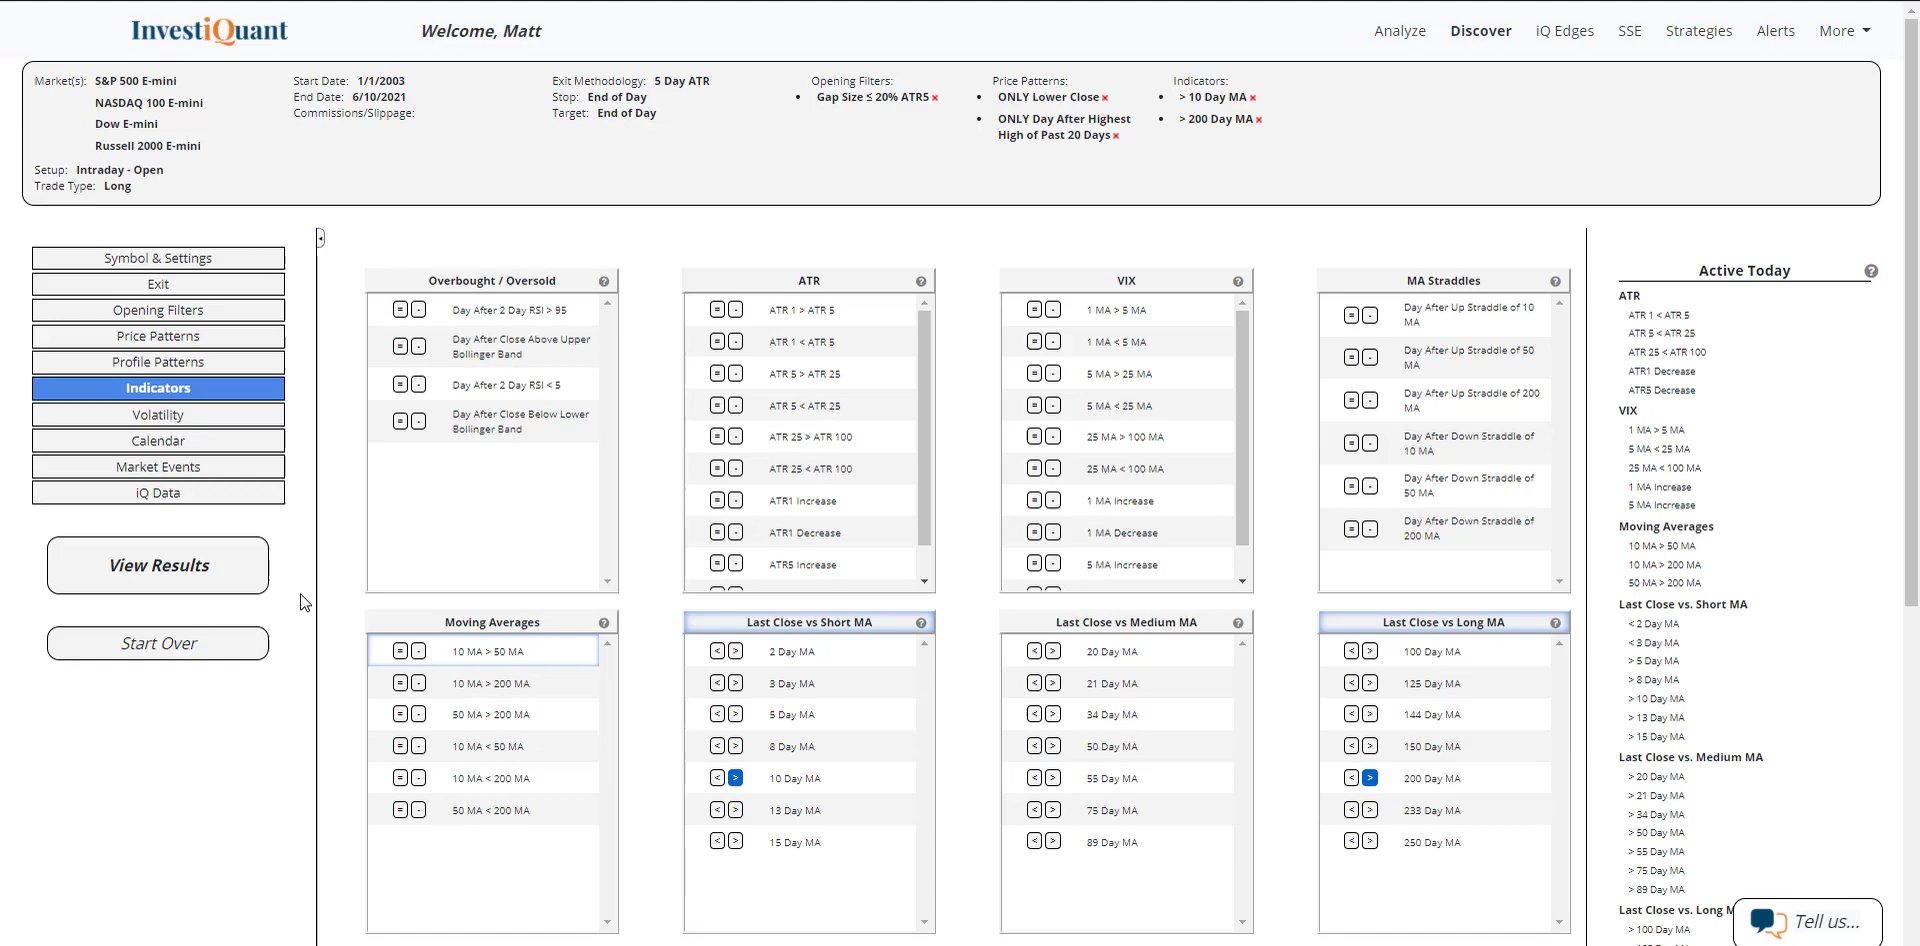 InvestiQuant
Welcome, Matt
Analyze
Discover
iQ Edges
SSE
Strategies
Alerts
More
Market(s): S&P 500 E-mini
NASDAQ 100 E-mini
Dow E-mini
Russell 2000 E-mini
Setup: Intraday - Open
Trade Type: Long
Start Date: 1/1/2003
End Date: 6/10/2021
Commissions/Slippage:
Exit Methodology: 5 Day ATR
Stop: End of Day
Target: End of Day
Opening Filters:
• Gap Size ≤ 20% ATR5 ×
Price Patterns:
• ONLY Lower Close ×
• ONLY Day After Highest
High of Past 20 Days ×
Indicators:
• > 10 Day MA ×
• > 200 Day MA ×
Symbol & Settings
Exit
Opening Filters
Price Patterns
Profile Patterns
Indicators
Volatility
Calendar
Market Events
iQ Data
View Results
Start Over
Overbought / Oversold ?
= - Day After 2 Day RSI > 95
= - Day After Close Above Upper
Bollinger Band
= - Day After 2 Day RSI < 5
= - Day After Close Below Lower
Bollinger Band
ATR ?
= - ATR 1 > ATR 5
= - ATR 1 < ATR 5
= - ATR 5 > ATR 25
= - ATR 5 < ATR 25
= - ATR 25 > ATR 100
= - ATR 25 < ATR 100
= - ATR1 Increase
= - ATR1 Decrease
= - ATR5 Increase
VIX ?
= - 1 MA > 5 MA
= - 1 MA < 5 MA
= - 5 MA > 25 MA
= - 5 MA < 25 MA
= - 25 MA > 100 MA
= - 25 MA < 100 MA
= - 1 MA Increase
= - 1 MA Decrease
= - 5 MA Incrrease
MA Straddles ?
= - Day After Up Straddle of 10
MA
= - Day After Up Straddle of 50
MA
= - Day After Up Straddle of 200
MA
= - Day After Down Straddle of
10 MA
= - Day After Down Straddle of
50 MA
= - Day After Down Straddle of
200 MA
Moving Averages ?
= - 10 MA > 50 MA
= - 10 MA > 200 MA
= - 50 MA > 200 MA
= - 10 MA < 50 MA
= - 10 MA < 200 MA
= - 50 MA < 200 MA
Last Close vs Short MA ?
< > 2 Day MA
< > 3 Day MA
< > 5 Day MA
< > 8 Day MA
< > 10 Day MA
< > 13 Day MA
< > 15 Day MA
Last Close vs Medium MA ?
< > 20 Day MA
< > 21 Day MA
< > 34 Day MA
< > 50 Day MA
< > 55 Day MA
< > 75 Day MA
< > 89 Day MA
Last Close vs Long MA ?
< > 100 Day MA
< > 125 Day MA
< > 144 Day MA
< > 150 Day MA
< > 200 Day MA
< > 233 Day MA
< > 250 Day MA
Active Today ?
ATR
ATR 1 < ATR 5
ATR 5 < ATR 25
ATR 25 < ATR 100
ATR1 Decrease
ATR5 Decrease
VIX
1 MA > 5 MA
5 MA < 25 MA
25 MA < 100 MA
1 MA Increase
5 MA Incrrease
Moving Averages
10 MA > 50 MA
10 MA > 200 MA
50 MA > 200 MA
Last Close vs. Short MA
< 2 Day MA
< 3 Day MA
> 5 Day MA
> 8 Day MA
> 10 Day MA
> 13 Day MA
> 15 Day MA
Last Close vs. Medium MA
> 20 Day MA
> 21 Day MA
> 34 Day MA
> 50 Day MA
> 55 Day MA
> 75 Day MA
> 89 Day MA
Last Close vs. Long
> 100 Day MA
Tell us...